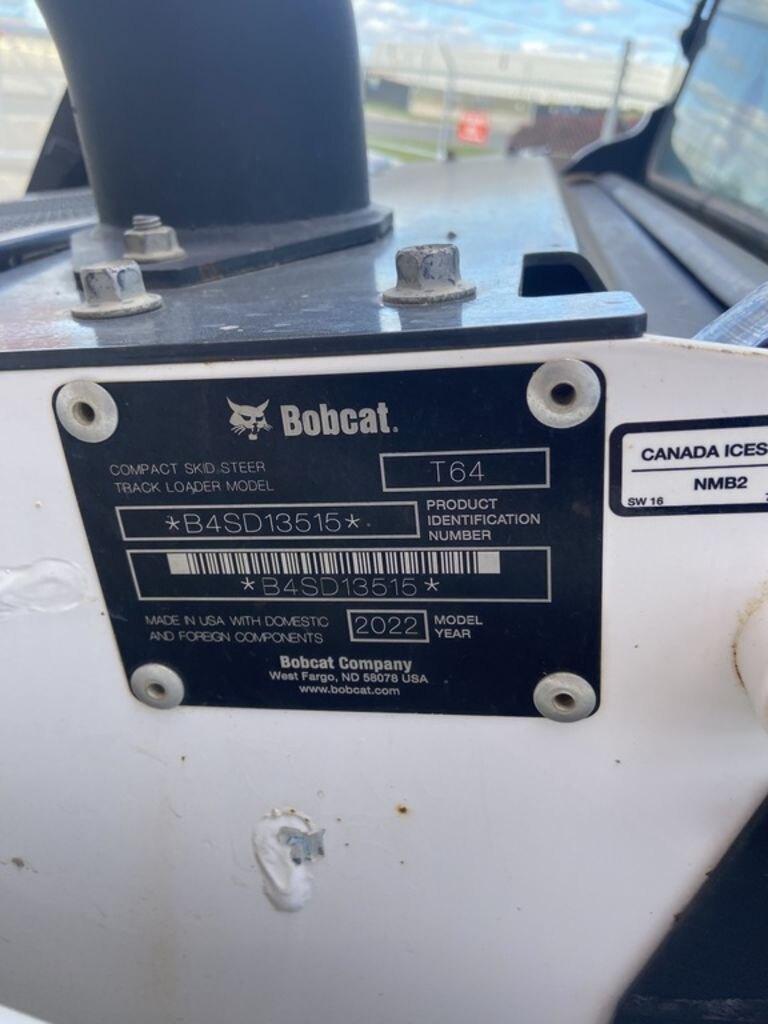 Bobcat.
COMPACT SKID STEER
TRACK LOADER MODEL
T64
*B4SD13515*
PRODUCT
IDENTIFICATION
NUMBER
*B4SD13515*
MADE IN USA WITH DOMESTIC
AND FOREIGN COMPONENTS
2022
MODEL
YEAR
Bobcat Company
West Fargo, ND 58078 USA
www.bobcat.com
CANADA ICES
NMB2
SW 16